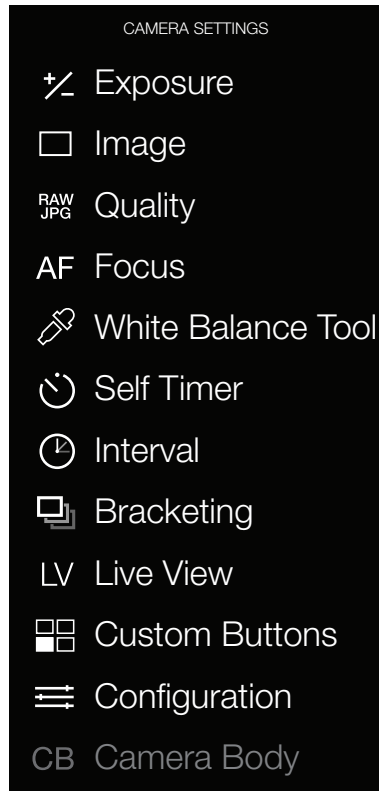 CAMERA SETTINGS
Exposure
Image
RAW
JPG Quality
AF Focus
White Balance Tool
Self Timer
Interval
Bracketing
LV Live View
Custom Buttons
Configuration
CB Camera Body